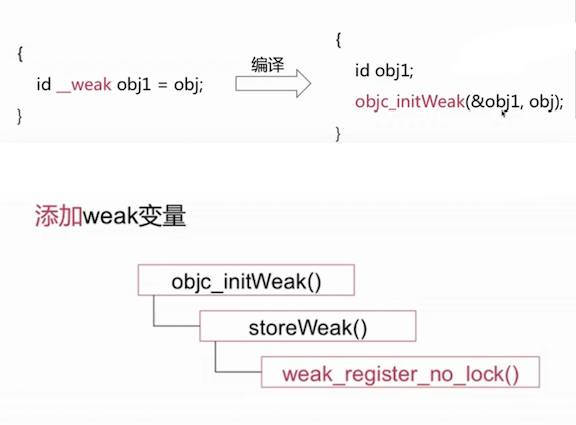 {
id __weak obj1 = obj;
}
编译
{
id obj1;
objc_initWeak(&obj1, obj);
}
添加weak变量
objc_initWeak()
storeWeak()
weak_register_no_lock()